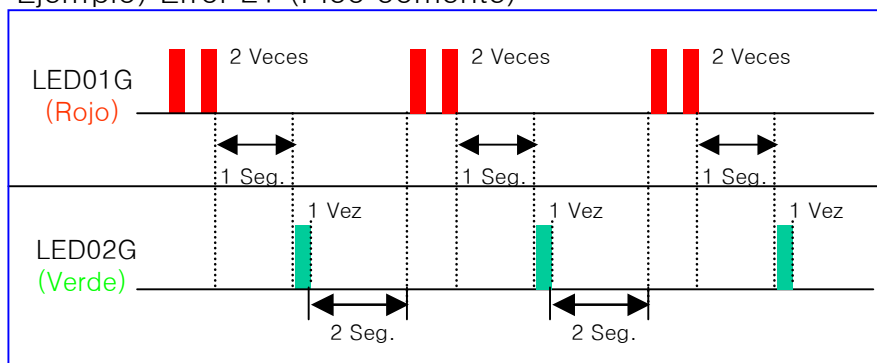 LED01G
(Rojo)
2 Veces
2 Veces
2 Veces
1 Seg.
1 Seg.
1 Seg.
LED02G
(Verde)
1 Vez
1 Vez
1 Vez
2 Seg.
2 Seg.